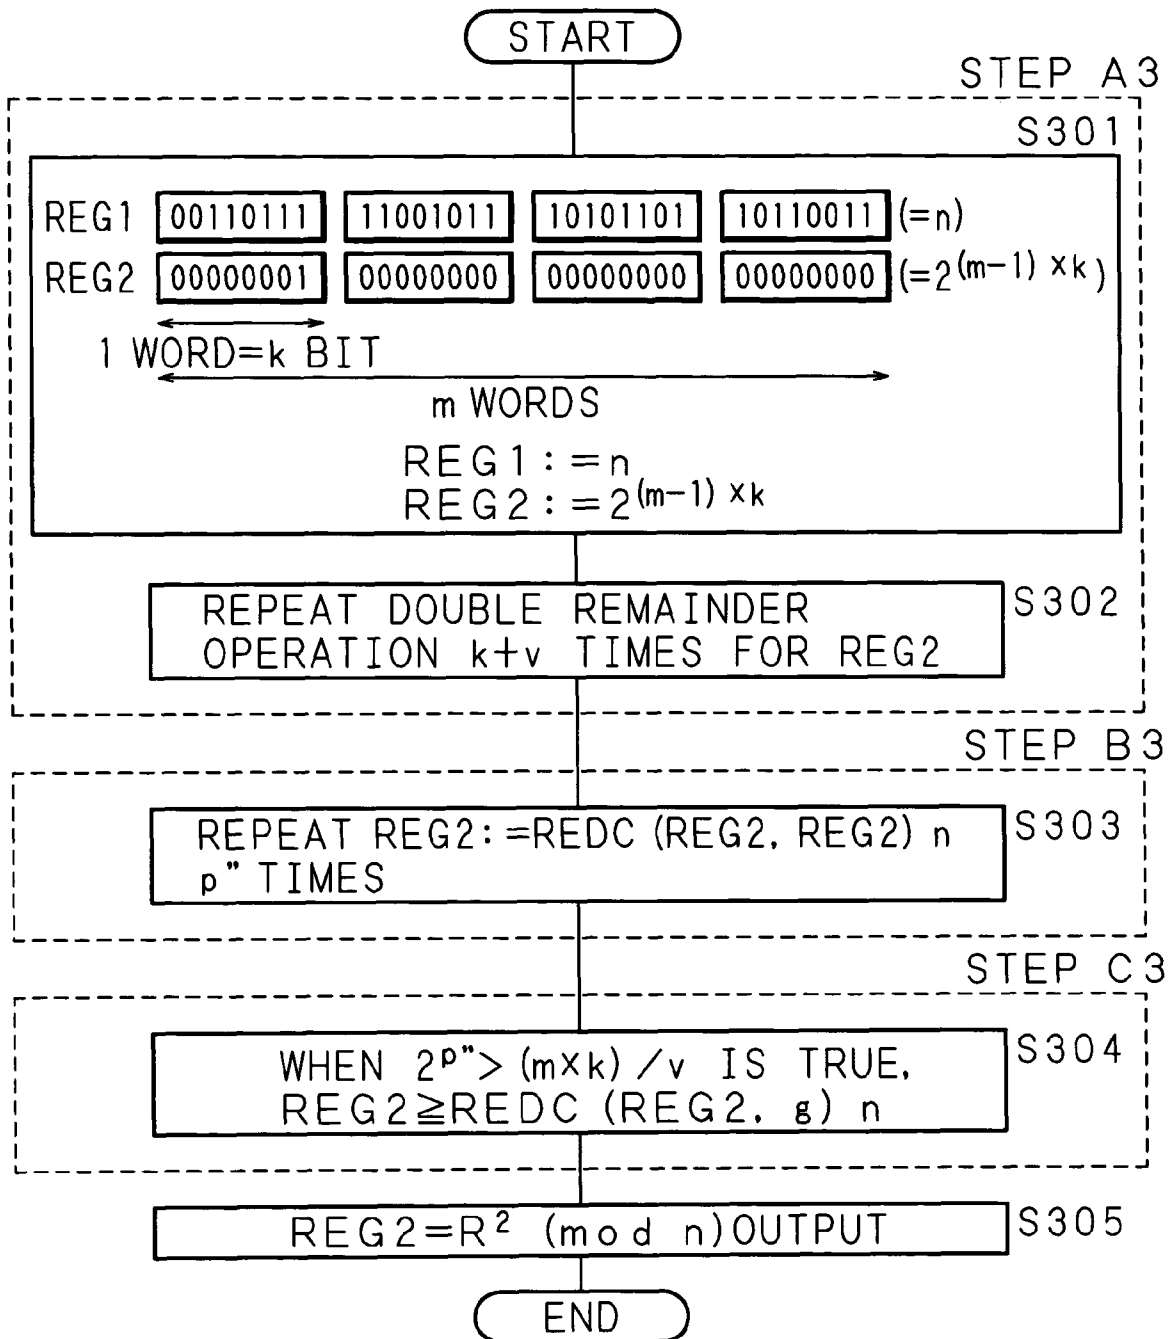 START
STEP A3
S301
REG1 00110111 11001011 10101101 10110011 (=n)
REG2 00000001 00000000 00000000 00000000 (=2^(m-1)×k)
1 WORD=k BIT
m WORDS
REG1:=n
REG2:=2^(m-1)×k
REPEAT DOUBLE REMAINDER S302
OPERATION k+v TIMES FOR REG2
STEP B3
REPEAT REG2:=REDC (REG2, REG2) n S303
p" TIMES
STEP C3
WHEN 2^p" > (m×k) /v IS TRUE, S304
REG2≧REDC (REG2, g) n
REG2=R² (mod n)OUTPUT S305
END